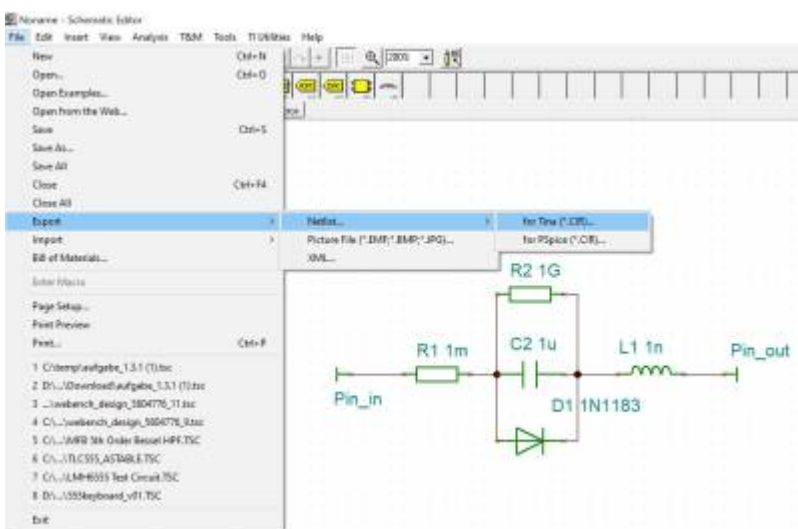 Noname - Schematic Editor
File Edit Insert View Analysis T&M Tools TI Utilities Help
New Ctrl+N
Open... Ctrl+O
Open Examples...
Open from the Web...
Save Ctrl+S
Save As...
Save All
Close Ctrl+F4
Close All
Export
Import
Bill of Materials...
Enter Macro
Page Setup...
Print Preview
Print... Ctrl+P
1 C:\temp\aufgabe_1.3.1 (1).tsc
2 D:\...\Download\aufgabe_1.3.1 (1).tsc
3 ...\webench_design_5804776_11.tsc
4 C:\...\webench_design_5804776_9.tsc
5 C:\...\MFB 5th Order Bessel HPF.TSC
6 C:\...\TLC555_ASTABLE.TSC
7 C:\...\LMH6555 Test Circuit.TSC
8 D:\...\555keyboard_v01.TSC
Exit
Netlist...
Picture File (*.EMF;*.BMP;*.JPG)...
XML...
for Tina (*.CIR)...
for PSpice (*.CIR)...
200%
R2 1G
R1 1m
C2 1u
L1 1n
Pin_out
Pin_in
D1 1N1183